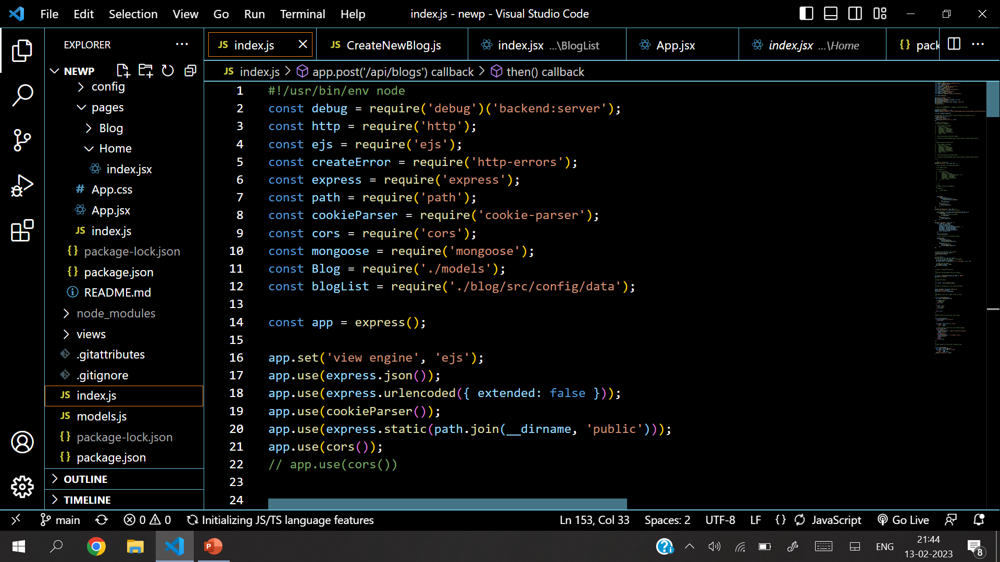 File Edit Selection View Go Run Terminal Help index.js - newp - Visual Studio Code
EXPLORER
JS index.js JS CreateNewBlog.js index.jsx ...\BlogList App.jsx index.jsx ...\Home {} pack
NEWP
JS index.js > app.post('/api/blogs') callback > then() callback
config
pages
Blog
Home
index.jsx
# App.css
App.jsx
JS index.js
{} package-lock.json
{} package.json
README.md
node_modules
views
.gitattributes
.gitignore
JS index.js
JS models.js
{} package-lock.json
{} package.json
OUTLINE
TIMELINE
1 #!/usr/bin/env node
2 const debug = require('debug')('backend:server');
3 const http = require('http');
4 const ejs = require('ejs');
5 const createError = require('http-errors');
6 const express = require('express');
7 const path = require('path');
8 const cookieParser = require('cookie-parser');
9 const cors = require('cors');
10 const mongoose = require('mongoose');
11 const Blog = require('./models');
12 const blogList = require('./blog/src/config/data');
13
14 const app = express();
15
16 app.set('view engine', 'ejs');
17 app.use(express.json());
18 app.use(express.urlencoded({ extended: false }));
19 app.use(cookieParser());
20 app.use(express.static(path.join(__dirname, 'public')));
21 app.use(cors());
22 // app.use(cors())
23
24
main 0 0 Initializing JS/TS language features Ln 153, Col 33 Spaces: 2 UTF-8 LF {} JavaScript Go Live
P ENG 21:44
13-02-2023 8